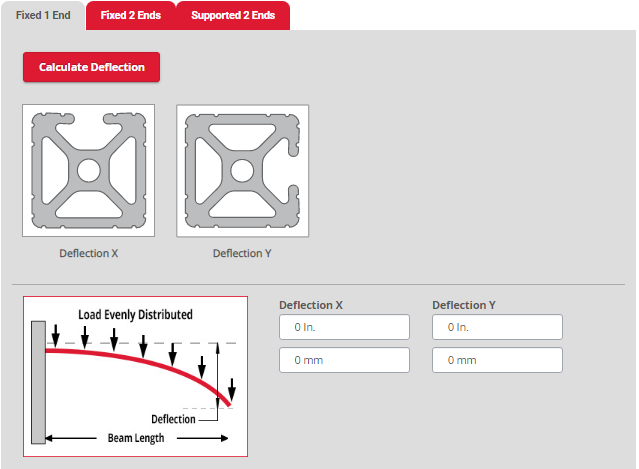 Fixed 1 End
Fixed 2 Ends
Supported 2 Ends
Calculate Deflection
Deflection X
Deflection Y
Load Evenly Distributed
Deflection
Beam Length
Deflection X
Deflection Y
0 In.
0 In.
0 mm
0 mm